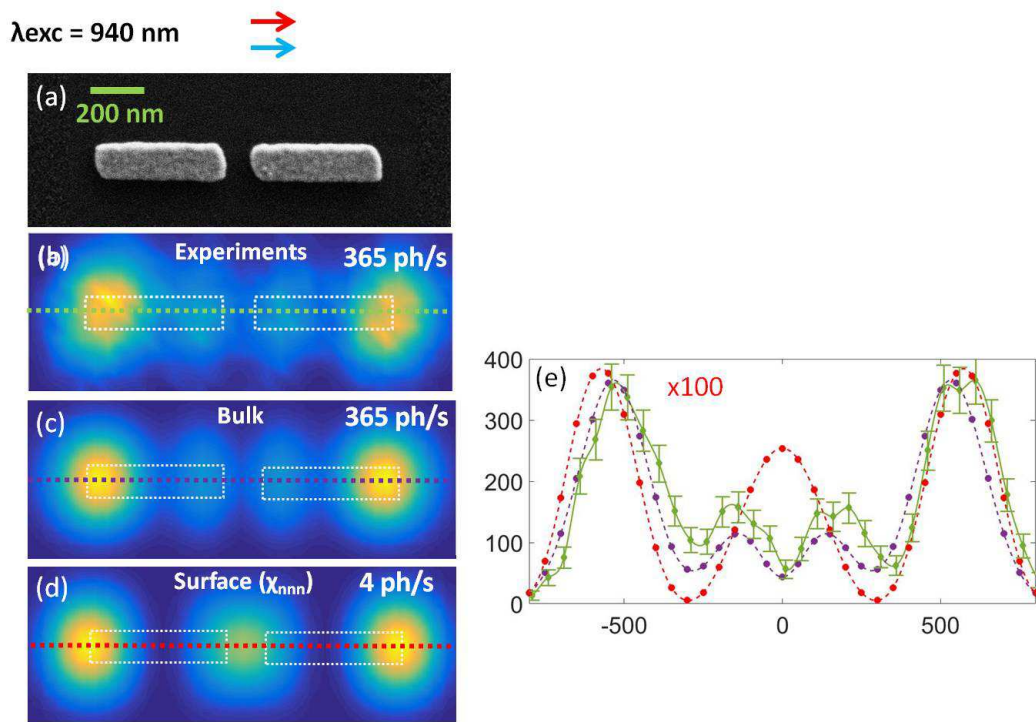 λexc = 940 nm
(a)
200 nm
(b)
Experiments
365 ph/s
(c)
Bulk
365 ph/s
(d)
Surface (χnnn)
4 ph/s
(e)
x100
400
300
200
100
0
-500
0
500